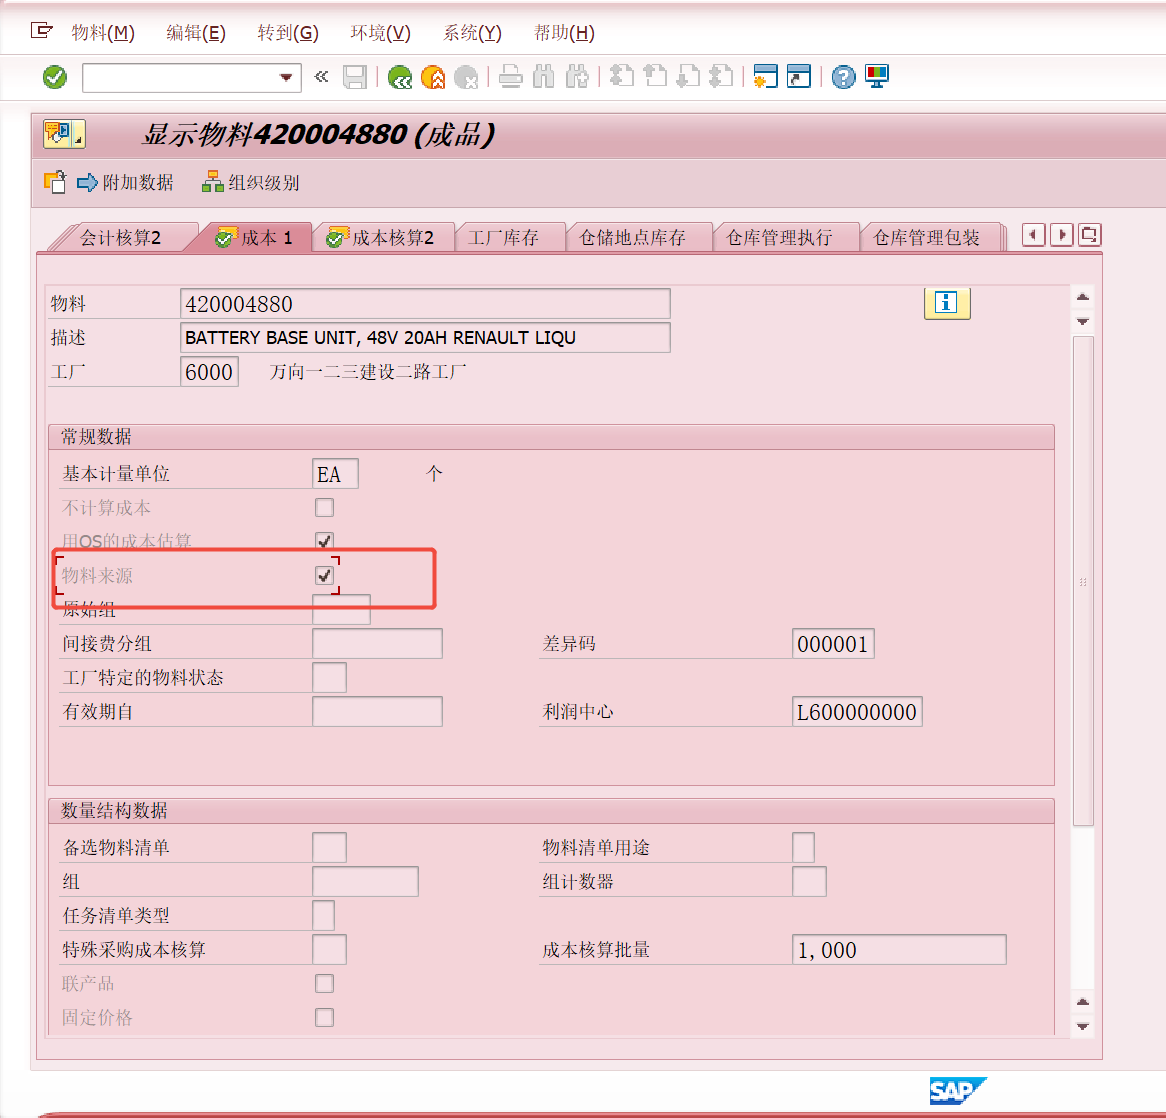 物料(M) 编辑(E) 转到(G) 环境(V) 系统(Y) 帮助(H)
显示物料420004880 (成品)
附加数据 组织级别
会计核算2 成本 1 成本核算2 工厂库存 仓储地点库存 仓库管理执行 仓库管理包装
物料 420004880
描述 BATTERY BASE UNIT, 48V 20AH RENAULT LIQU
工厂 6000 万向一二三建设二路工厂
常规数据
基本计量单位 EA 个
不计算成本
用QS的成本估算
物料来源
原始组
间接费分组 差异码 000001
工厂特定的物料状态
有效期自 利润中心 L600000000
数量结构数据
备选物料清单 物料清单用途
组 组计数器
任务清单类型
特殊采购成本核算 成本核算批量 1,000
联产品
固定价格
SAP